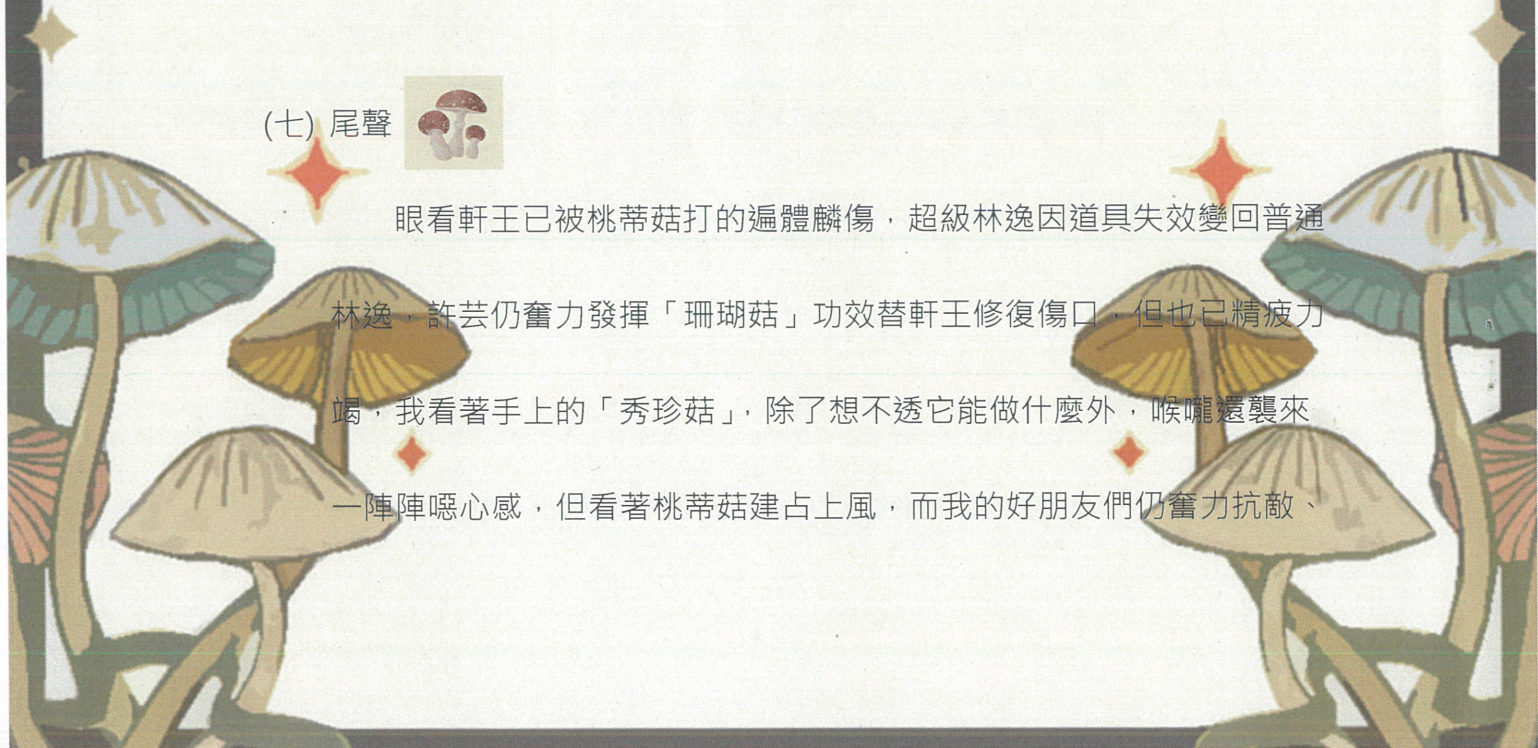 (七) 尾聲
眼看軒王已被桃蒂菇打的遍體麟傷，超級林逸因道具失效變回普通
林逸，許芸仍奮力發揮「珊瑚菇」功效替軒王修復傷口，但也已精疲力
竭，我看著手上的「秀珍菇」，除了想不透它能做什麼外，喉嚨還襲來
一陣陣噁心感，但看著桃蒂菇建占上風，而我的好朋友們仍奮力抗敵、